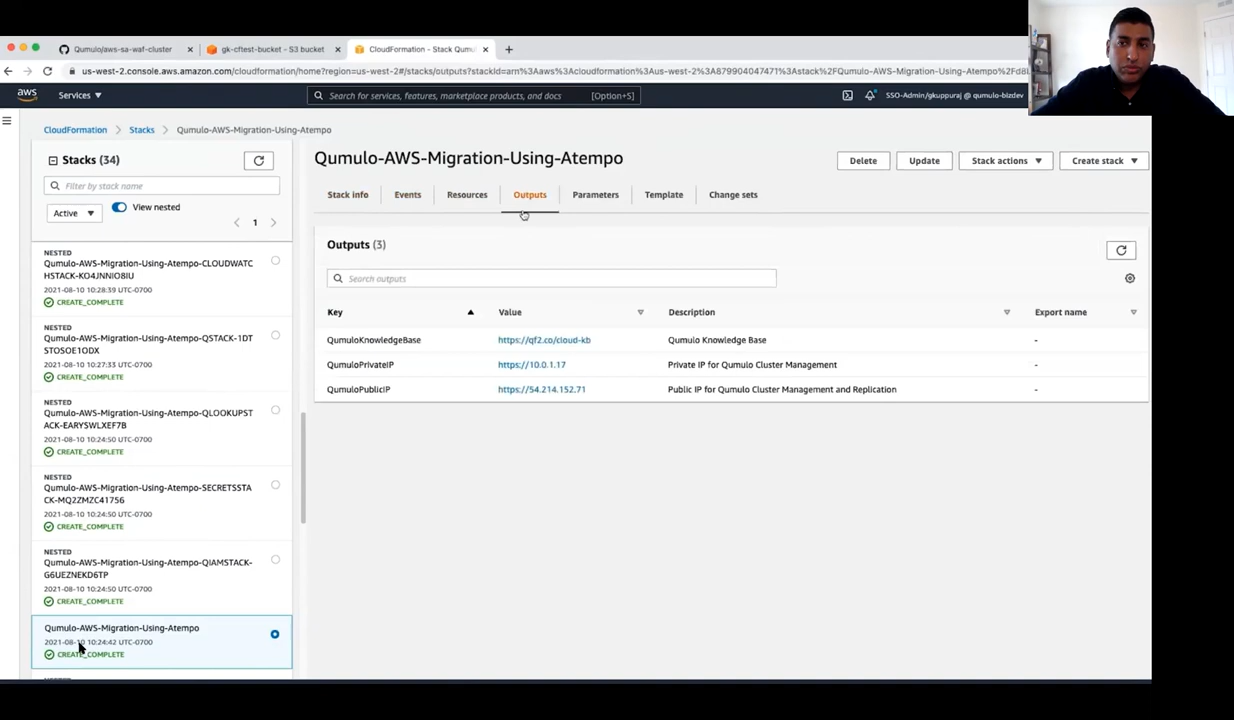 Qumulo/aws-sa-waf-cluster
gk-cftest-bucket - S3 bucket
CloudFormation - Stack Qumul
us-west-2.console.aws.amazon.com/cloudformation/home?region=us-west-2#/stacks/outputs?stackId=arn%3Aaws%3Acloudformation%3Aus-west-2%3A879904047471%3Astack%2FQumulo-AWS-Migration-Using-Atempo%2Fd8
aws
Services
Search for services, features, marketplace products, and docs
[Option+S]
SSO-Admin/gkuppuraj @ qumulo-bizdev
CloudFormation
Stacks
Qumulo-AWS-Migration-Using-Atempo
Stacks (34)
Filter by stack name
Active
View nested
1
NESTED
Qumulo-AWS-Migration-Using-Atempo-CLOUDWATC
HSTACK-KO4JNNIO8IU
2021-08-10 10:28:39 UTC-0700
CREATE_COMPLETE
NESTED
Qumulo-AWS-Migration-Using-Atempo-QSTACK-1DT
STOSOE1ODX
2021-08-10 10:27:33 UTC-0700
CREATE_COMPLETE
NESTED
Qumulo-AWS-Migration-Using-Atempo-QLOOKUPST
ACK-EARYSWLXEF7B
2021-08-10 10:24:50 UTC-0700
CREATE_COMPLETE
NESTED
Qumulo-AWS-Migration-Using-Atempo-SECRETSSTA
CK-MQ2ZMZC41756
2021-08-10 10:24:50 UTC-0700
CREATE_COMPLETE
NESTED
Qumulo-AWS-Migration-Using-Atempo-QIAMSTACK-
G6UEZNEKD6TP
2021-08-10 10:24:50 UTC-0700
CREATE_COMPLETE
Qumulo-AWS-Migration-Using-Atempo
2021-08-10 10:24:42 UTC-0700
CREATE_COMPLETE
Qumulo-AWS-Migration-Using-Atempo
Delete
Update
Stack actions
Create stack
Stack info
Events
Resources
Outputs
Parameters
Template
Change sets
Outputs (3)
Search outputs
Key
Value
Description
Export name
QumuloKnowledgeBase
https://qf2.co/cloud-kb
Qumulo Knowledge Base
-
QumuloPrivateIP
https://10.0.1.17
Private IP for Qumulo Cluster Management
-
QumuloPublicIP
https://54.214.152.71
Public IP for Qumulo Cluster Management and Replication
-